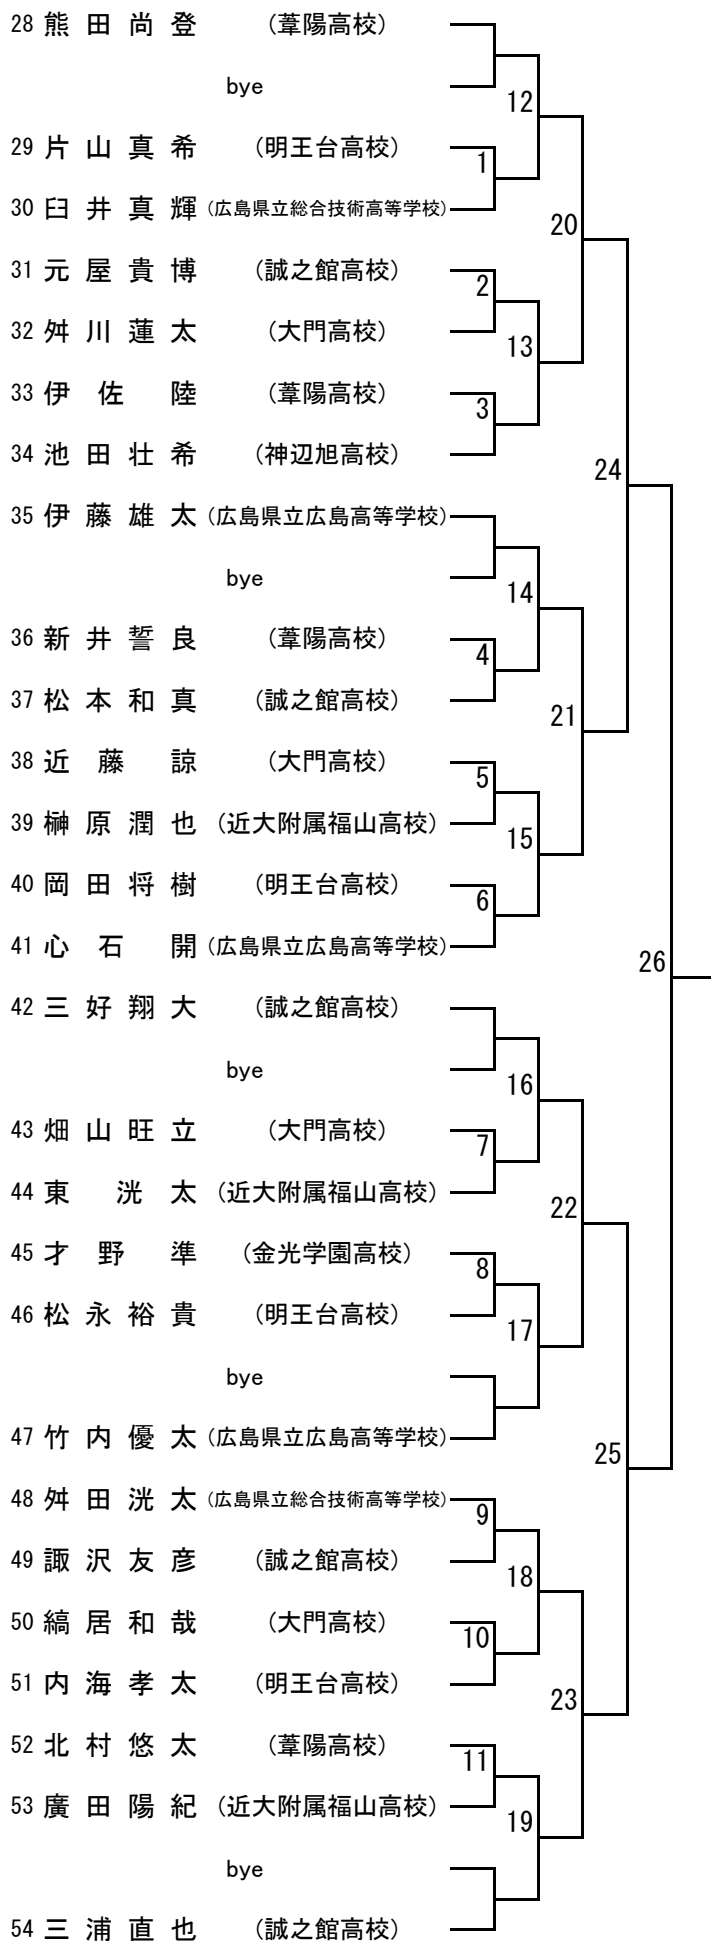 28 熊田尚登 (葦陽高校)
bye
12
29 片山真希 (明王台高校)
1
30 臼井真輝 (広島県立総合技術高等学校)
20
31 元屋貴博 (誠之館高校)
2
32 舛川蓮太 (大門高校)
13
33 伊佐陸 (葦陽高校)
3
34 池田壮希 (神辺旭高校)
24
35 伊藤雄太 (広島県立広島高等学校)
bye
14
36 新井誓良 (葦陽高校)
4
37 松本和真 (誠之館高校)
21
38 近藤諒 (大門高校)
5
39 榊原潤也 (近大附属福山高校)
15
40 岡田将樹 (明王台高校)
6
41 心石開 (広島県立広島高等学校)
26
42 三好翔大 (誠之館高校)
bye
16
43 畑山旺立 (大門高校)
7
44 東洸太 (近大附属福山高校)
22
45 才野準 (金光学園高校)
8
46 松永裕貴 (明王台高校)
17
bye
47 竹内優太 (広島県立広島高等学校)
25
48 舛田洸太 (広島県立総合技術高等学校)
9
49 諏沢友彦 (誠之館高校)
18
50 縞居和哉 (大門高校)
10
51 内海孝太 (明王台高校)
23
52 北村悠太 (葦陽高校)
11
53 廣田陽紀 (近大附属福山高校)
19
bye
54 三浦直也 (誠之館高校)